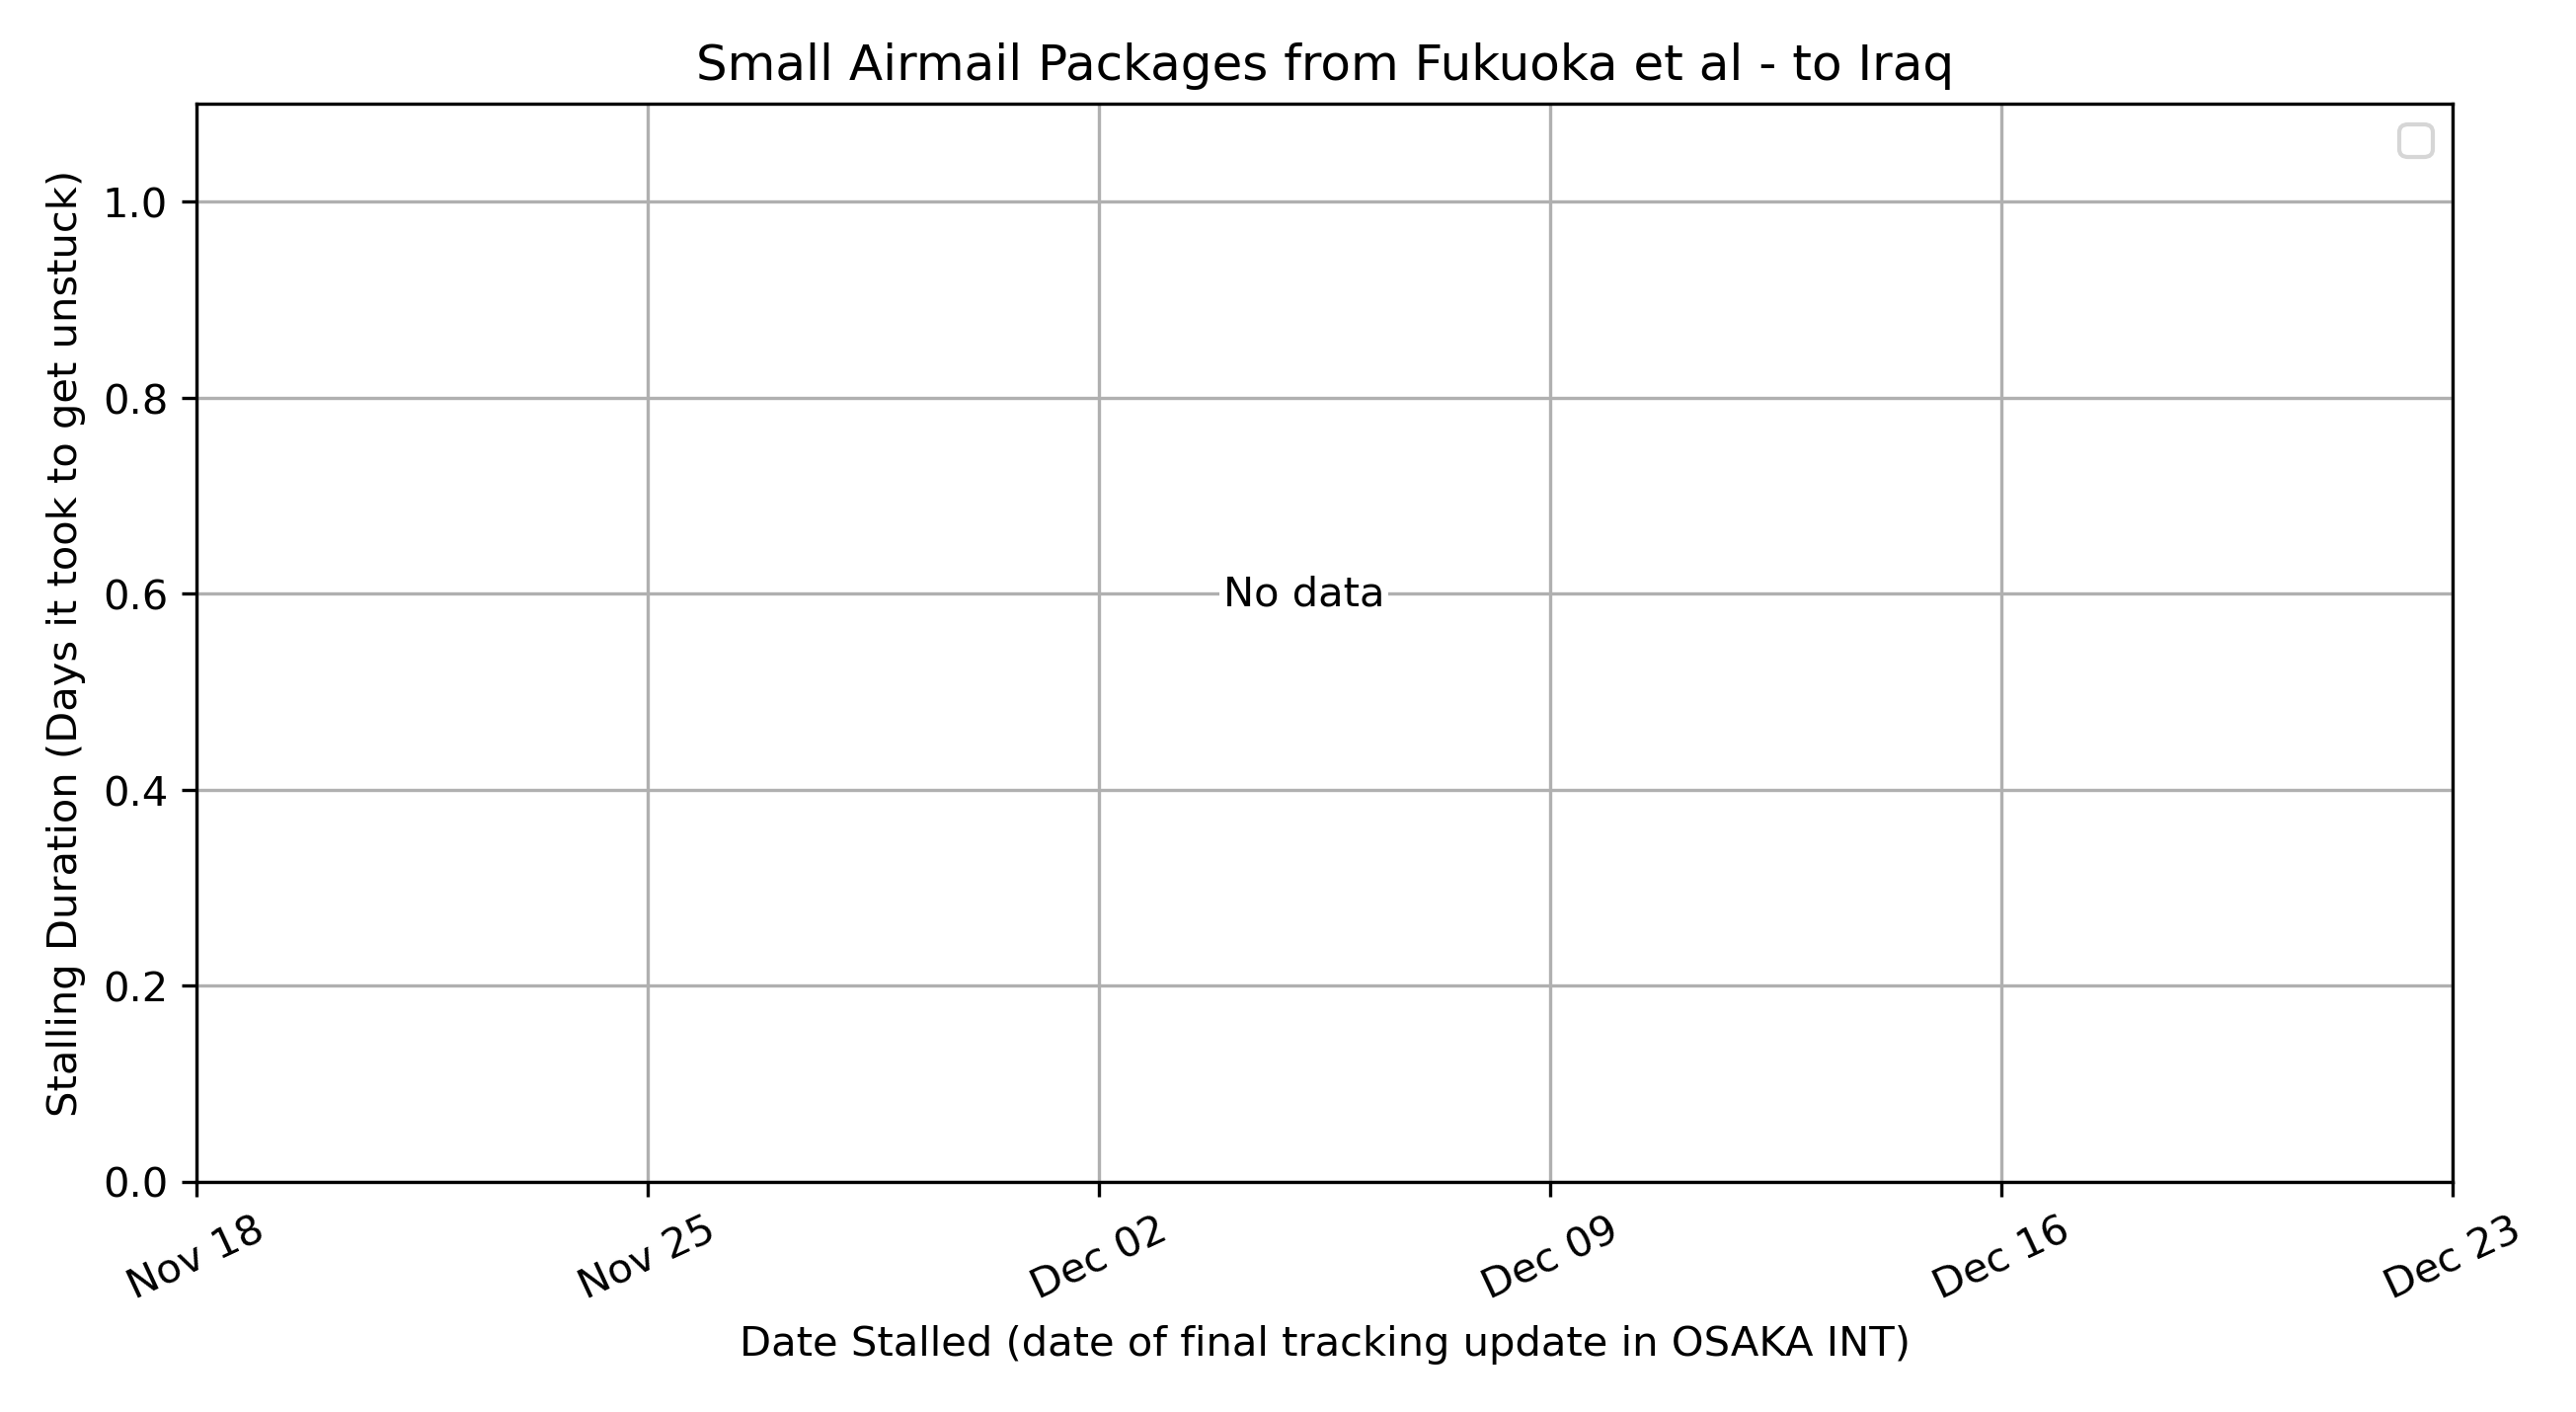 Small Airmail Packages from Fukuoka et al - to Iraq
Stalling Duration (Days it took to get unstuck)
1.0
0.8
0.6
0.4
0.2
0.0
No data
Nov 18
Nov 25
Dec 02
Dec 09
Dec 16
Dec 23
Date Stalled (date of final tracking update in OSAKA INT)